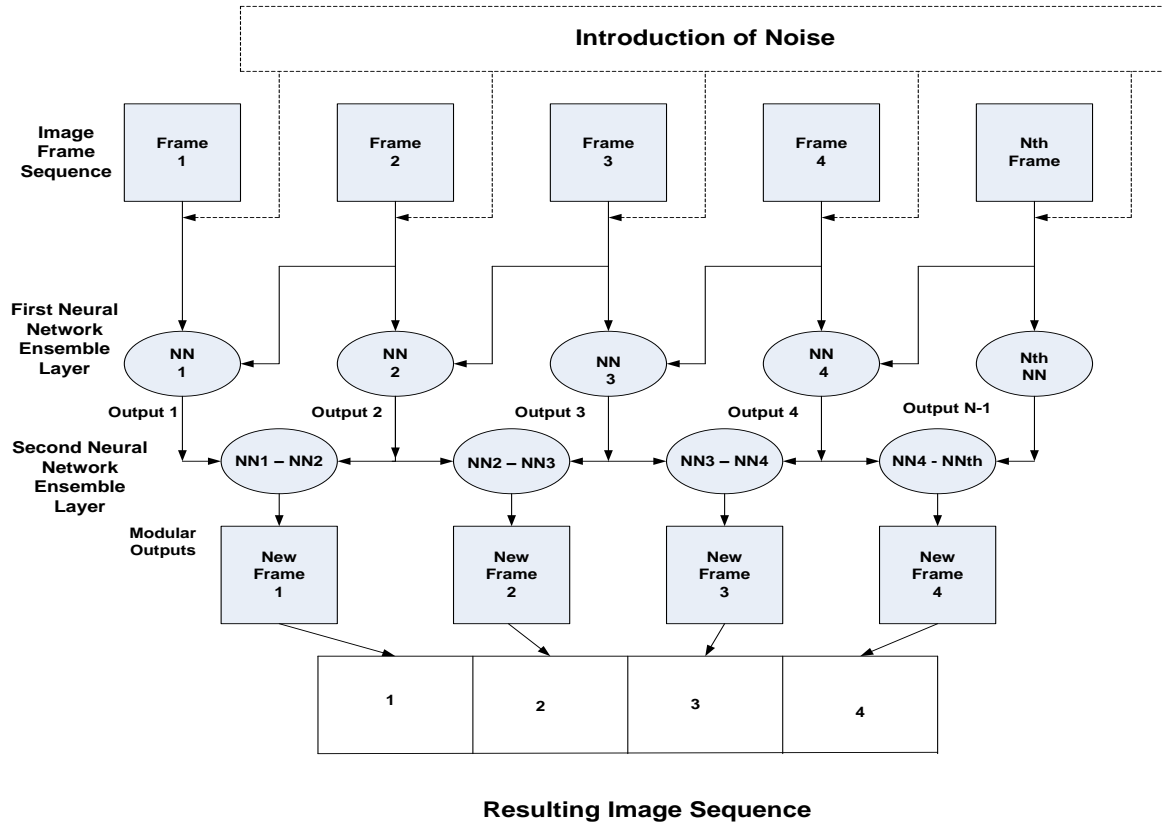 Introduction of Noise
Image
Frame
Sequence
Frame
1
Frame
2
Frame
3
Frame
4
Nth
Frame
First Neural
Network
Ensemble
Layer
NN
1
NN
2
NN
3
NN
4
Nth
NN
Output 1
Output 2
Output 3
Output 4
Output N-1
Second Neural
Network
Ensemble
Layer
NN1 – NN2
NN2 – NN3
NN3 – NN4
NN4 - NNth
Modular
Outputs
New
Frame
1
New
Frame
2
New
Frame
3
New
Frame
4
1
2
3
4
Resulting Image Sequence